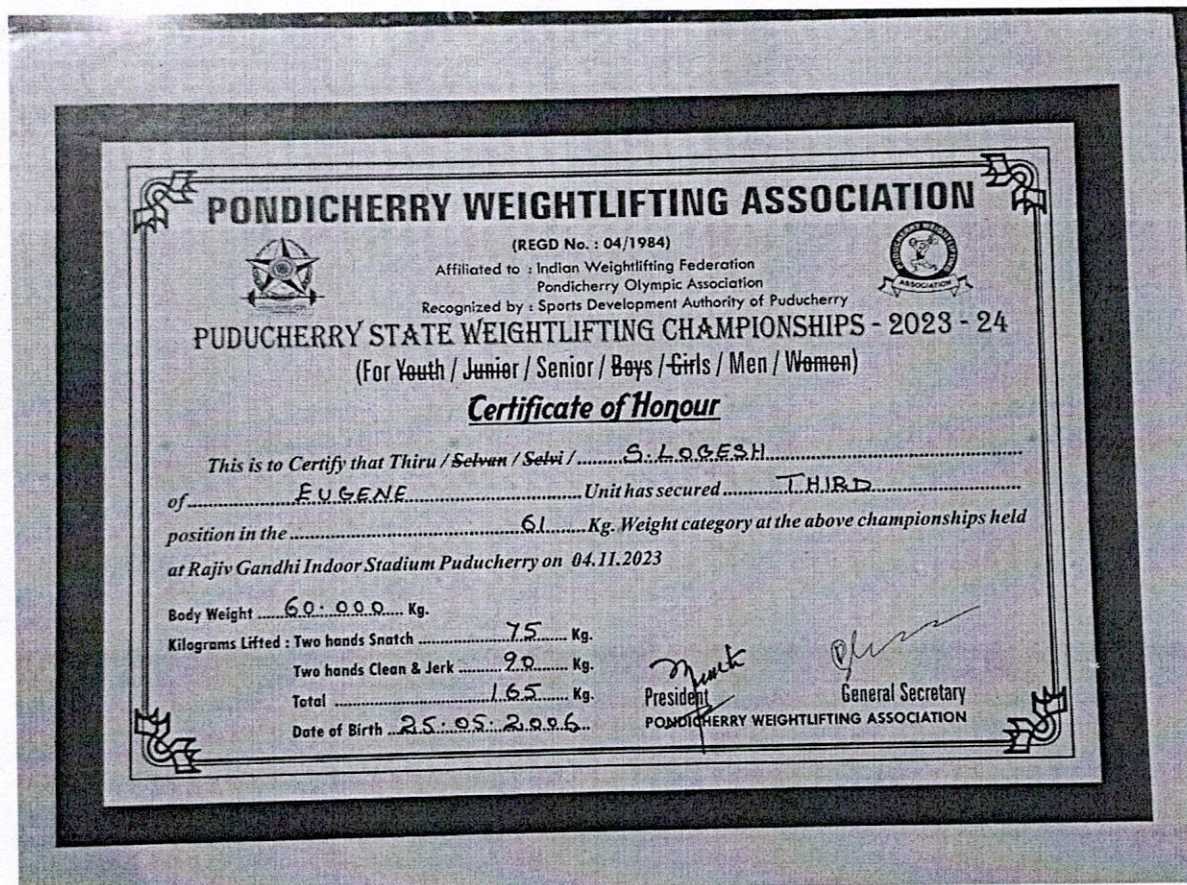 PONDICHERRY WEIGHTLIFTING ASSOCIATION
(REGD No. : 04/1984)
Affiliated to : Indian Weightlifting Federation
Pondicherry Olympic Association
Recognized by : Sports Development Authority of Puducherry
PUDUCHERRY WEIGHTLIFTING
ASSOCIATION
PUDUCHERRY STATE WEIGHTLIFTING CHAMPIONSHIPS - 2023 - 24
(For Youth / Junior / Senior / Boys / Girls / Men / Women)
Certificate of Honour
This is to Certify that Thiru / Selvan / Selvi / S. LOGESH
of EUGENE Unit has secured THIRD
position in the 61 Kg. Weight category at the above championships held
at Rajiv Gandhi Indoor Stadium Puducherry on 04.11.2023
Body Weight 60.000 Kg.
Kilograms Lifted : Two hands Snatch 75 Kg.
Two hands Clean & Jerk 90 Kg.
Total 165 Kg.
Date of Birth 25.05.2006
President
General Secretary
PONDICHERRY WEIGHTLIFTING ASSOCIATION